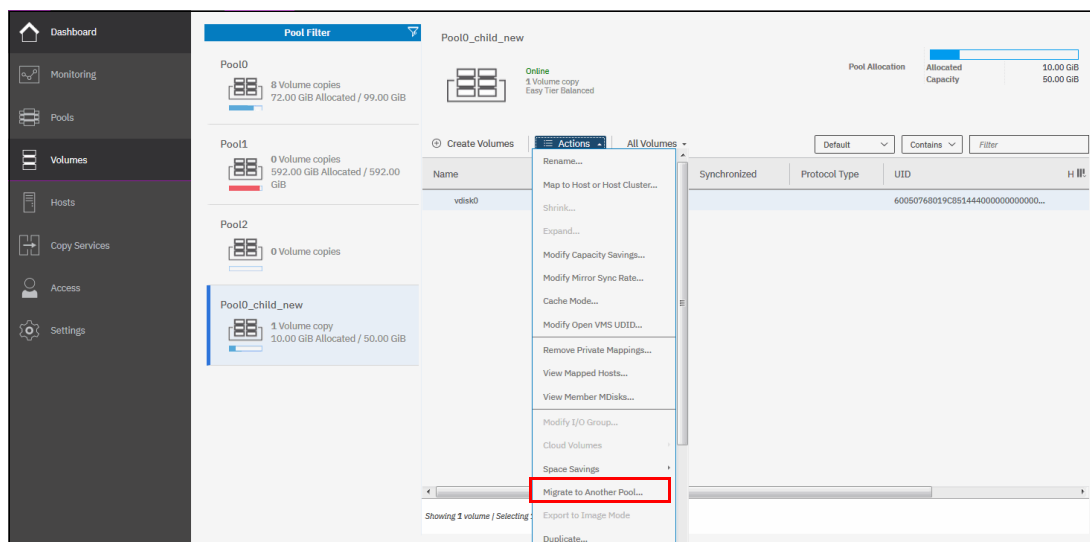 Dashboard
Monitoring
Pools
Volumes
Hosts
Copy Services
Access
Settings
Pool Filter
Pool0
8 Volume copies
72.00 GiB Allocated / 99.00 GiB
Pool1
0 Volume copies
592.00 GiB Allocated / 592.00
GiB
Pool2
0 Volume copies
Pool0_child_new
1 Volume copy
10.00 GiB Allocated / 50.00 GiB
Pool0_child_new
Online
1 Volume copy
Easy Tier Balanced
Pool Allocation
Allocated 10.00 GiB
Capacity 50.00 GiB
Create Volumes Actions All Volumes Default Contains Filter
Name Synchronized Protocol Type UID H
vdisk0 60050768019C851444000000000000...
Rename...
Map to Host or Host Cluster...
Shrink...
Expand...
Modify Capacity Savings...
Modify Mirror Sync Rate...
Cache Mode...
Modify Open VMS UDID...
Remove Private Mappings...
View Mapped Hosts...
View Member MDisks...
Modify I/O Group...
Cloud Volumes
Space Savings
Migrate to Another Pool...
Export to Image Mode
Duplicate...
Showing 1 volume | Selecting